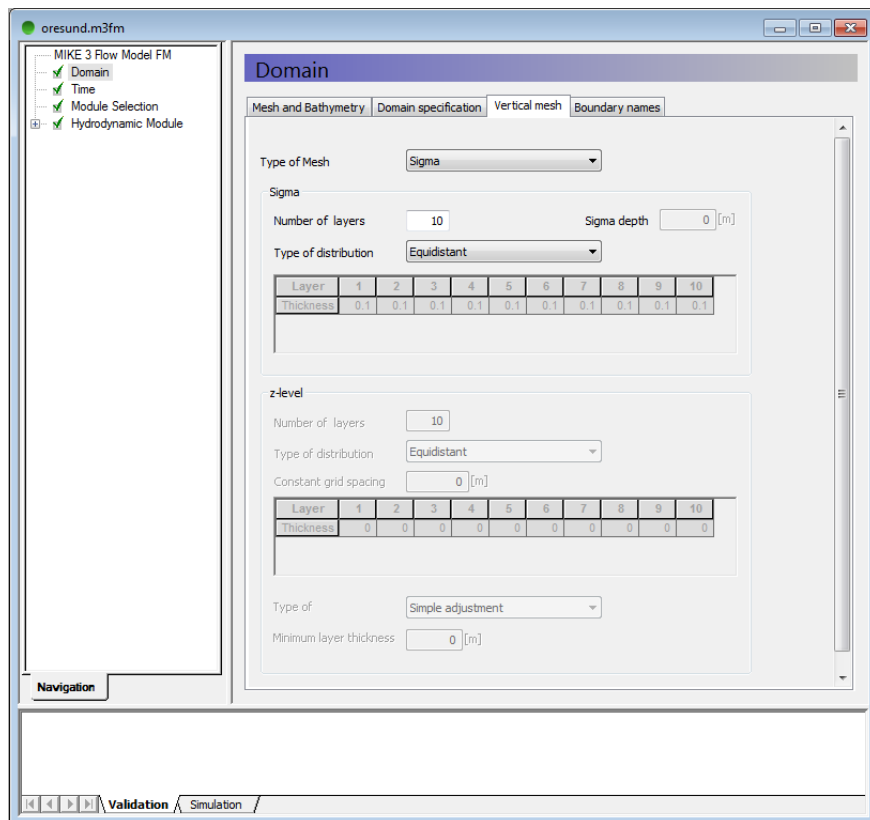 oresund.m3fm
MIKE 3 Flow Model FM
Domain
Time
Module Selection
Hydrodynamic Module
Navigation
Domain
Mesh and Bathymetry Domain specification Vertical mesh Boundary names
Type of Mesh Sigma
Sigma
Number of layers 10 Sigma depth 0 [m]
Type of distribution Equidistant
Layer 1 2 3 4 5 6 7 8 9 10
Thickness 0.1 0.1 0.1 0.1 0.1 0.1 0.1 0.1 0.1 0.1
z-level
Number of layers 10
Type of distribution Equidistant
Constant grid spacing 0 [m]
Layer 1 2 3 4 5 6 7 8 9 10
Thickness 0 0 0 0 0 0 0 0 0 0
Type of Simple adjustment
Minimum layer thickness 0 [m]
Validation Simulation